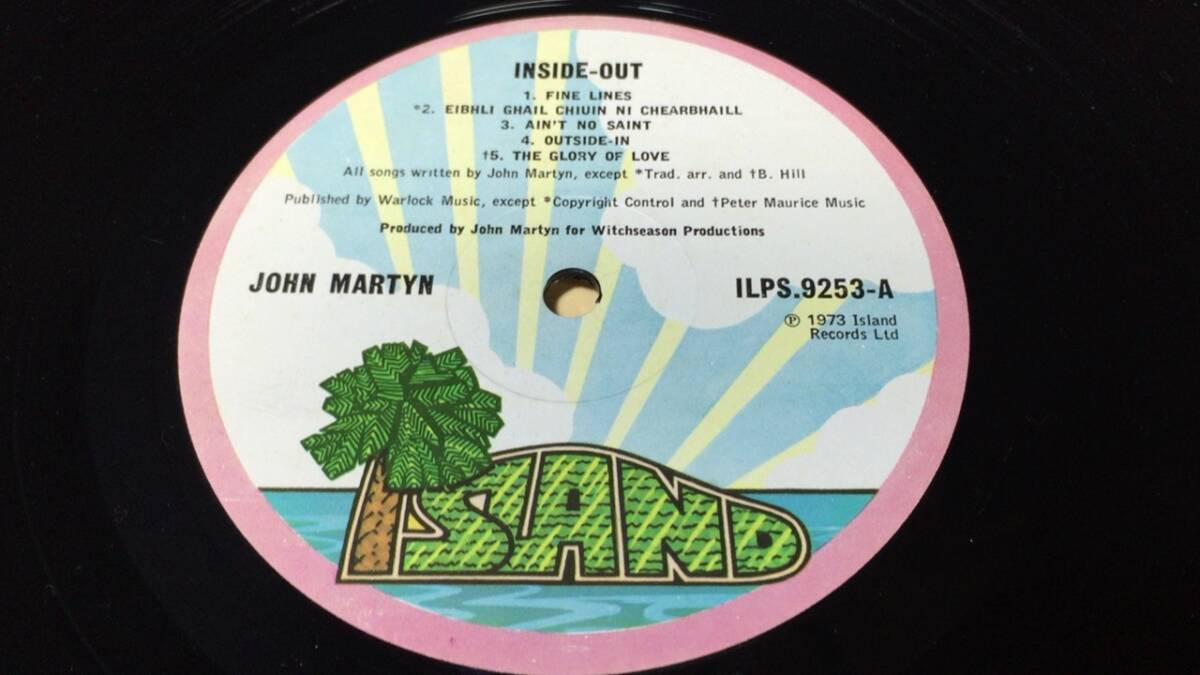 INSIDE-OUT
1. FINE LINES
*2. EIBHLI GHAIL CHIUIN NI CHEARBHAILL
3. AIN'T NO SAINT
4. OUTSIDE-IN
†5. THE GLORY OF LOVE
All songs written by John Martyn, except *Trad. arr. and †B. Hill
Published by Warlock Music, except *Copyright Control and †Peter Maurice Music
Produced by John Martyn for Witchseason Productions
JOHN MARTYN
ILPS.9253-A
℗ 1973 Island
Records Ltd
ISLAND